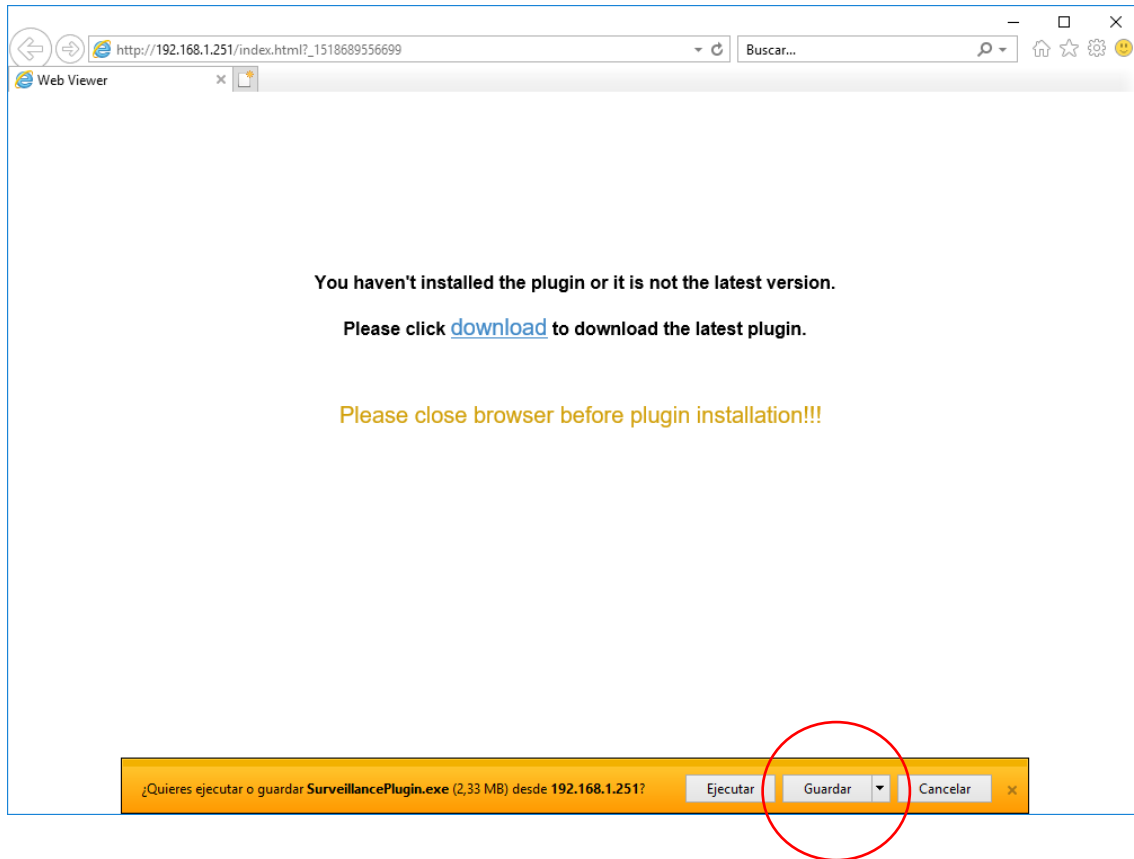 http://192.168.1.251/index.html?_1518689556699
Buscar...
Web Viewer
You haven't installed the plugin or it is not the latest version.
Please click download to download the latest plugin.
Please close browser before plugin installation!!!
¿Quieres ejecutar o guardar SurveillancePlugin.exe (2,33 MB) desde 192.168.1.251?
Ejecutar
Guardar
Cancelar